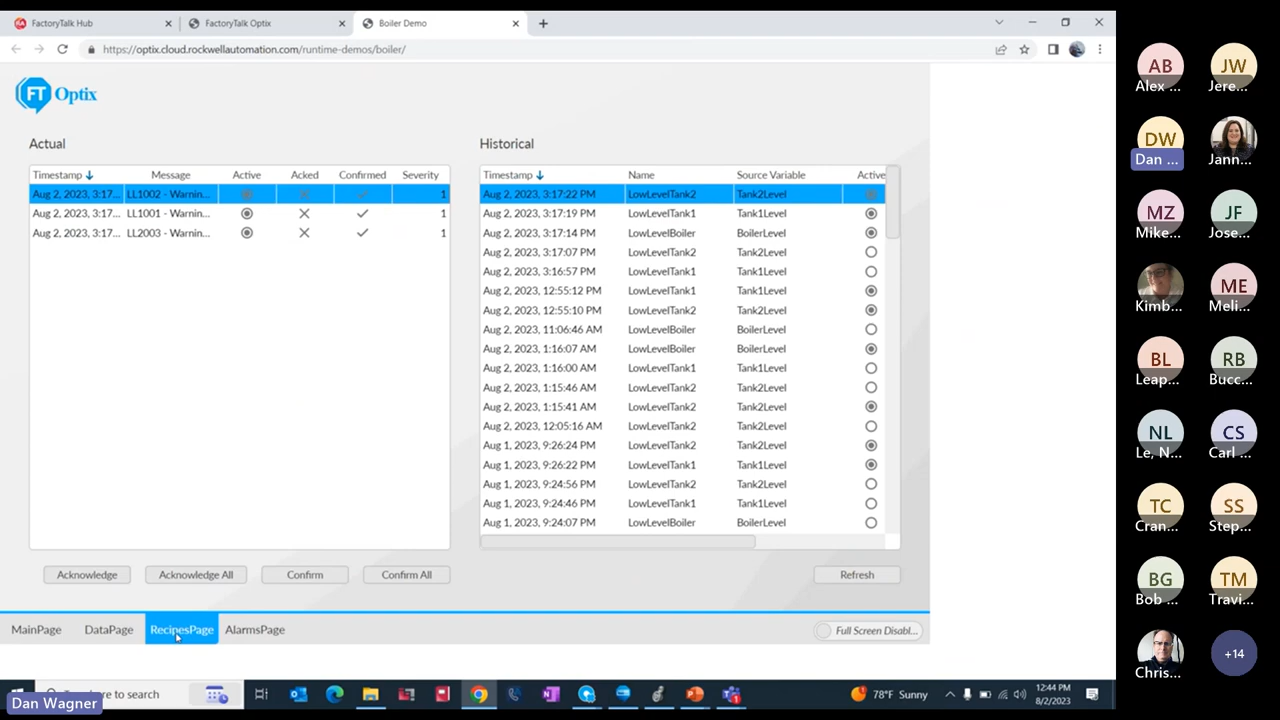 FactoryTalk Hub
FactoryTalk Optix
Boiler Demo
https://optix.cloud.rockwellautomation.com/runtime-demos/boiler/
FT Optix
Actual
Timestamp Message Active Acked Confirmed Severity
Aug 2, 2023, 3:17... LL1002 - Warnin... 1
Aug 2, 2023, 3:17... LL1001 - Warnin... 1
Aug 2, 2023, 3:17... LL2003 - Warnin... 1
Acknowledge Acknowledge All Confirm Confirm All
Historical
Timestamp Name Source Variable Active
Aug 2, 2023, 3:17:22 PM LowLevelTank2 Tank2Level
Aug 2, 2023, 3:17:19 PM LowLevelTank1 Tank1Level
Aug 2, 2023, 3:17:14 PM LowLevelBoiler BoilerLevel
Aug 2, 2023, 3:17:07 PM LowLevelTank2 Tank2Level
Aug 2, 2023, 3:16:57 PM LowLevelTank1 Tank1Level
Aug 2, 2023, 12:55:12 PM LowLevelTank1 Tank1Level
Aug 2, 2023, 12:55:10 PM LowLevelTank2 Tank2Level
Aug 2, 2023, 11:06:46 AM LowLevelBoiler BoilerLevel
Aug 2, 2023, 1:16:07 AM LowLevelBoiler BoilerLevel
Aug 2, 2023, 1:16:00 AM LowLevelTank1 Tank1Level
Aug 2, 2023, 1:15:46 AM LowLevelTank2 Tank2Level
Aug 2, 2023, 1:15:41 AM LowLevelTank2 Tank2Level
Aug 2, 2023, 12:05:16 AM LowLevelTank2 Tank2Level
Aug 1, 2023, 9:26:24 PM LowLevelTank2 Tank2Level
Aug 1, 2023, 9:26:22 PM LowLevelTank1 Tank1Level
Aug 1, 2023, 9:24:56 PM LowLevelTank2 Tank2Level
Aug 1, 2023, 9:24:46 PM LowLevelTank1 Tank1Level
Aug 1, 2023, 9:24:07 PM LowLevelBoiler BoilerLevel
Refresh
MainPage DataPage RecipesPage AlarmsPage
Full Screen Disabl...
re to search
78°F Sunny
12:44 PM
8/2/2023
Dan Wagner
AB JW
Alex ... Jere...
DW
Dan ... Jann...
MZ JF
Mike... Jose...
ME
Kimb... Meli...
BL RB
Leap... Bucc...
NL CS
Le, N... Carl ...
TC SS
Cran... Step...
BG TM
Bob ... Travi...
+14
Chris...